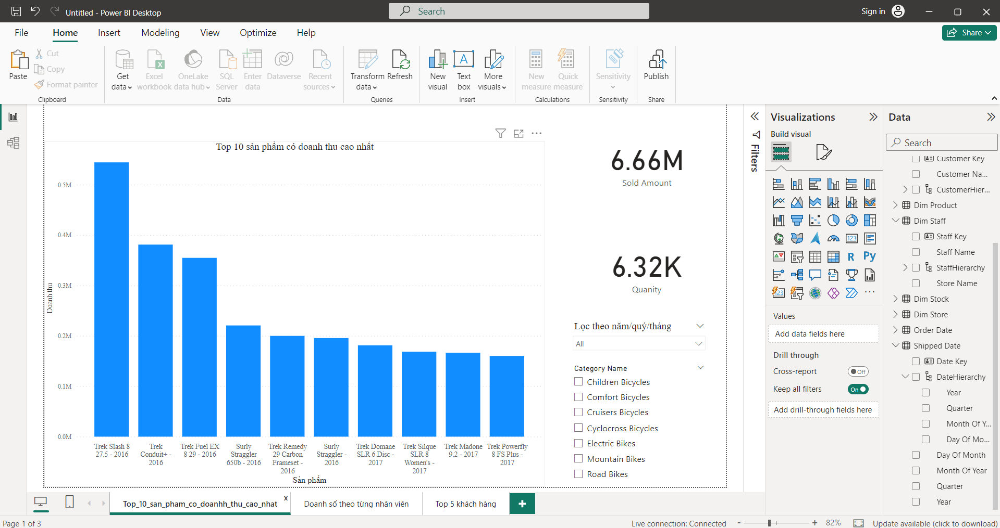 Untitled - Power BI Desktop
Search
Sign in
File
Home
Insert
Modeling
View
Optimize
Help
Share
Paste
Cut
Copy
Format painter
Clipboard
Get
data
Excel
workbook
OneLake
data hub
SQL
Server
Enter
data
Dataverse
Recent
sources
Data
Transform
data
Refresh
Queries
New
visual
Text
box
More
visuals
Insert
New
measure
Quick
measure
Calculations
Sensitivity
Sensitivity
Publish
Share
Top 10 sản phẩm có doanh thu cao nhất
Doanh thu
0.5M
0.4M
0.3M
0.2M
0.1M
0.0M
Trek Slash 8
27.5 - 2016
Trek
Conduit+ -
2016
Trek Fuel EX
8 29 - 2016
Surly
Straggler
650b - 2016
Trek Remedy
29 Carbon
Frameset -
2016
Surly
Straggler -
2016
Trek Domane
SLR 6 Disc -
2017
Trek Silque
SLR 8
Women's -
2017
Trek Madone
9.2 - 2017
Trek Powerfly
8 FS Plus -
2017
Sản phẩm
6.66M
Sold Amount
6.32K
Quanity
Lọc theo năm/quý/tháng
All
Category Name
Children Bicycles
Comfort Bicycles
Cruisers Bicycles
Cyclocross Bicycles
Electric Bikes
Mountain Bikes
Road Bikes
Filters
Visualizations
Build visual
123
R
Py
123
Values
Add data fields here
Drill through
Cross-report
Off
Keep all filters
On
Add drill-through fields here
Data
Search
Customer Key
Customer Na...
CustomerHier...
Dim Product
Dim Staff
Staff Key
Staff Name
StaffHierarchy
Store Name
Dim Stock
Dim Store
Order Date
Shipped Date
Date Key
DateHierarchy
Year
Quarter
Month Of Y...
Day Of Mo...
Day Of Month
Month Of Year
Quarter
Year
Top_10_san_pham_co_doanhh_thu_cao_nhat
x
Doanh số theo từng nhân viên
Top 5 khách hàng
+
Page 1 of 3
Live connection: Connected
- + 82%
Update available (click to download)